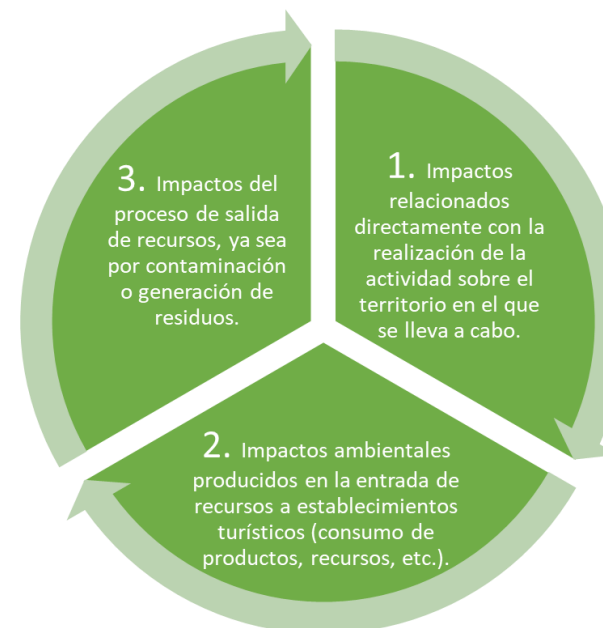 1. Impactos
relacionados
directamente con la
realización de la
actividad sobre el
territorio en el que
se lleva a cabo.
2. Impactos ambientales
producidos en la entrada de
recursos a establecimientos
turísticos (consumo de
productos, recursos, etc.).
3. Impactos del
proceso de salida
de recursos, ya sea
por contaminación
o generación de
residuos.